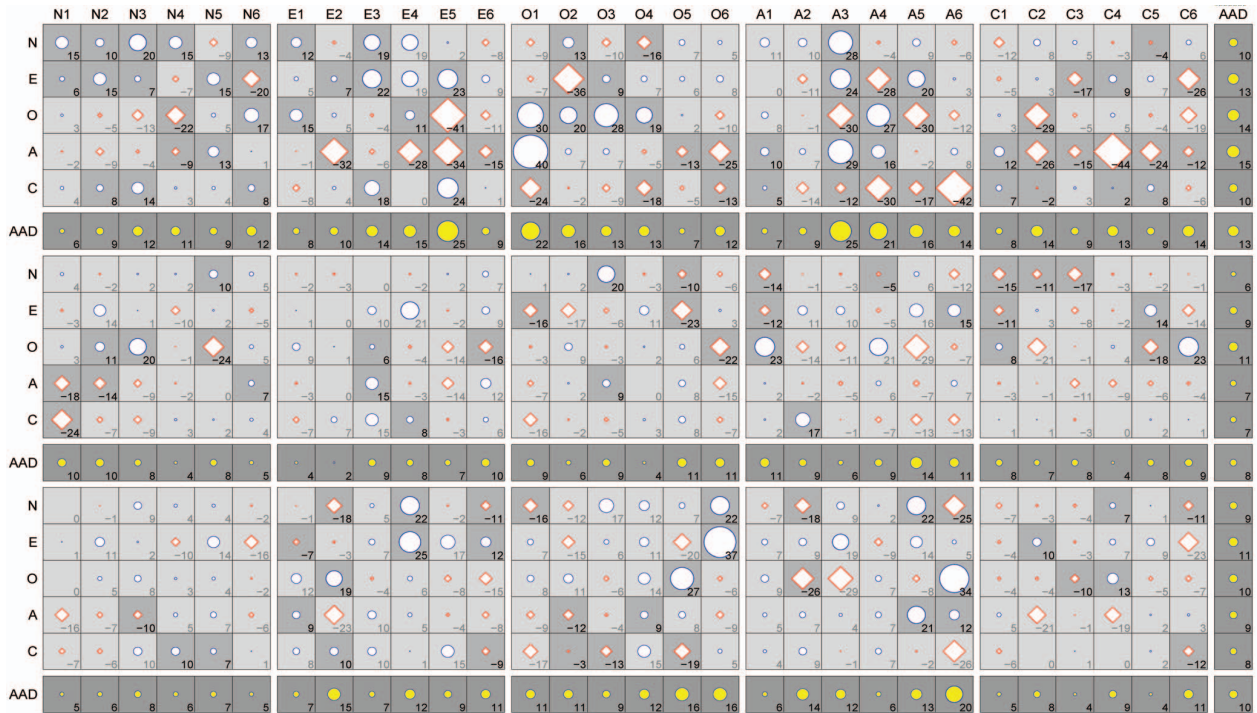 N1 N2 N3 N4 N5 N6 E1 E2 E3 E4 E5 E6 O1 O2 O3 O4 O5 O6 A1 A2 A3 A4 A5 A6 C1 C2 C3 C4 C5 C6 AAD
N 15 10 20 15 −9 13 12 −4 19 19 2 −8 −9 13 −10 −16 7 5 11 10 28 −4 −9 −6 −12 8 5 −4 6 10
E 6 15 7 −7 15 −20 5 7 22 19 23 9 −9 −36 9 6 7 8 2 −11 24 −28 20 3 7 3 −17 9 8 −26 13
O 3 −5 −13 −22 5 17 15 5 −4 11 −41 −11 30 20 28 19 2 −10 5 7 −30 27 −30 −12 3 −29 5 −5 −6 −19 14
A −2 −9 −4 −9 13 1 −1 −32 −6 −28 −34 −15 40 7 7 5 −13 −25 10 7 29 16 −2 8 12 −26 −15 −44 −24 −12 15
C 4 8 14 3 4 8 −8 4 18 0 24 1 −24 −2 −9 −18 −5 −13 5 −14 −12 −30 −17 −42 7 −2 3 2 8 −6 10
AAD 6 9 12 11 9 12 8 10 14 15 25 9 22 16 13 13 7 12 7 9 25 21 16 14 8 14 9 13 9 14 13
N 4 −2 2 2 10 5 −1 −2 2 −2 2 7 1 2 20 −3 −10 −6 −14 −1 −2 −5 6 −12 −15 −11 −17 −2 −2 −1 6
E −3 14 1 −10 −2 −5 1 0 10 21 −2 9 −16 −17 −6 11 −23 3 −12 11 10 −5 16 15 −11 3 −3 14 −5 9
O 3 11 20 −1 −24 5 9 1 6 −4 −14 −16 −2 9 −3 2 6 −22 23 −14 −11 21 −29 −7 8 −21 2 −18 23 11
A −18 −14 −9 −2 0 7 15 −3 −14 12 −7 2 9 8 −15 2 −7 −4 −6 −7 7 −3 −1 −11 −9 −6 −4 7
C −24 −7 −9 3 2 4 −7 7 15 8 −3 6 −16 −2 −5 3 8 −7 2 17 −1 −7 −13 −13 2 1 −3 0 2 1 7
AAD 10 10 8 4 8 5 4 2 9 8 7 10 9 6 9 4 11 11 11 9 6 9 14 11 8 7 8 4 8 9 8
N 0 −1 9 4 4 −2 −1 −18 5 22 −2 −11 −16 −12 17 12 7 22 −7 −18 9 2 22 −25 −7 −3 −4 7 1 −11 9
E 1 11 2 −10 14 −16 −7 −3 7 25 17 12 7 −15 6 −20 37 7 9 19 −9 14 5 4 10 −3 2 6 −23 11
O 0 8 5 3 −4 −2 12 19 −4 6 −8 −15 10 11 −6 14 27 −9 8 −26 −29 7 −8 34 −2 −4 −10 13 −5 −7 10
A −16 −7 −10 5 7 −6 9 −23 10 5 −4 −8 −9 −12 −4 9 8 −9 7 −7 4 5 21 12 −2 −21 −1 −19 2 3 9
C −7 −6 10 10 7 1 8 10 10 2 15 −9 −17 −3 −13 15 −19 5 4 9 −2 −26 −6 0 1 0 2 −12 8
AAD 5 6 7 6 7 5 7 15 7 12 9 11 12 11 9 12 16 16 6 14 12 6 13 20 5 8 4 9 4 11 10